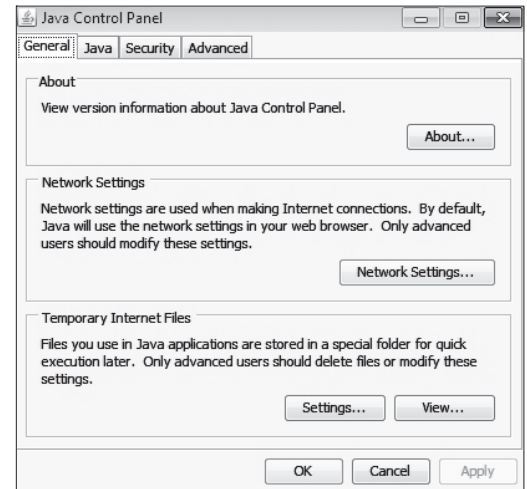 Java Control Panel
General Java Security Advanced
About
View version information about Java Control Panel.
About...
Network Settings
Network settings are used when making Internet connections. By default,
Java will use the network settings in your web browser. Only advanced
users should modify these settings.
Network Settings...
Temporary Internet Files
Files you use in Java applications are stored in a special folder for quick
execution later. Only advanced users should delete files or modify these
settings.
Settings... View...
OK Cancel Apply